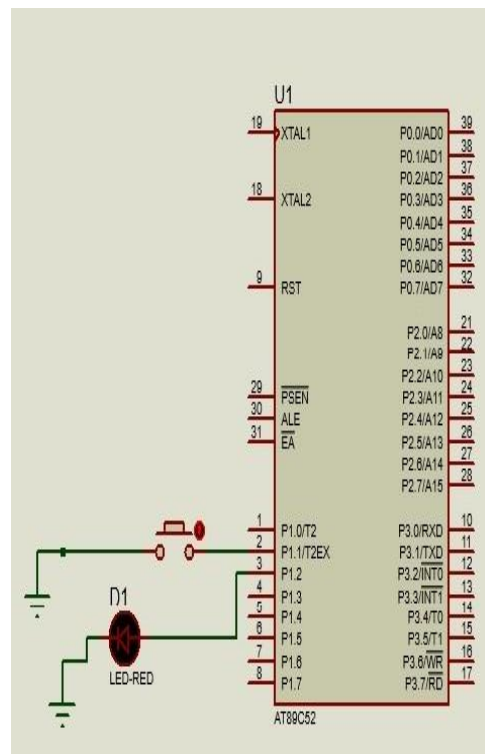 U1
19 XTAL1 P0.0/AD0 39
P0.1/AD1 38
P0.2/AD2 37
18 XTAL2 P0.3/AD3 36
P0.4/AD4 35
P0.5/AD5 34
P0.6/AD6 33
9 RST P0.7/AD7 32
P2.0/A8 21
P2.1/A9 22
P2.2/A10 23
29 PSEN P2.3/A11 24
30 ALE P2.4/A12 25
31 EA P2.5/A13 26
P2.6/A14 27
P2.7/A15 28
1 P1.0/T2 P3.0/RXD 10
2 P1.1/T2EX P3.1/TXD 11
3 P1.2 P3.2/INT0 12
4 P1.3 P3.3/INT1 13
5 P1.4 P3.4/T0 14
6 P1.5 P3.5/T1 15
7 P1.6 P3.6/WR 16
8 P1.7 P3.7/RD 17
D1
LED-RED
AT89C52